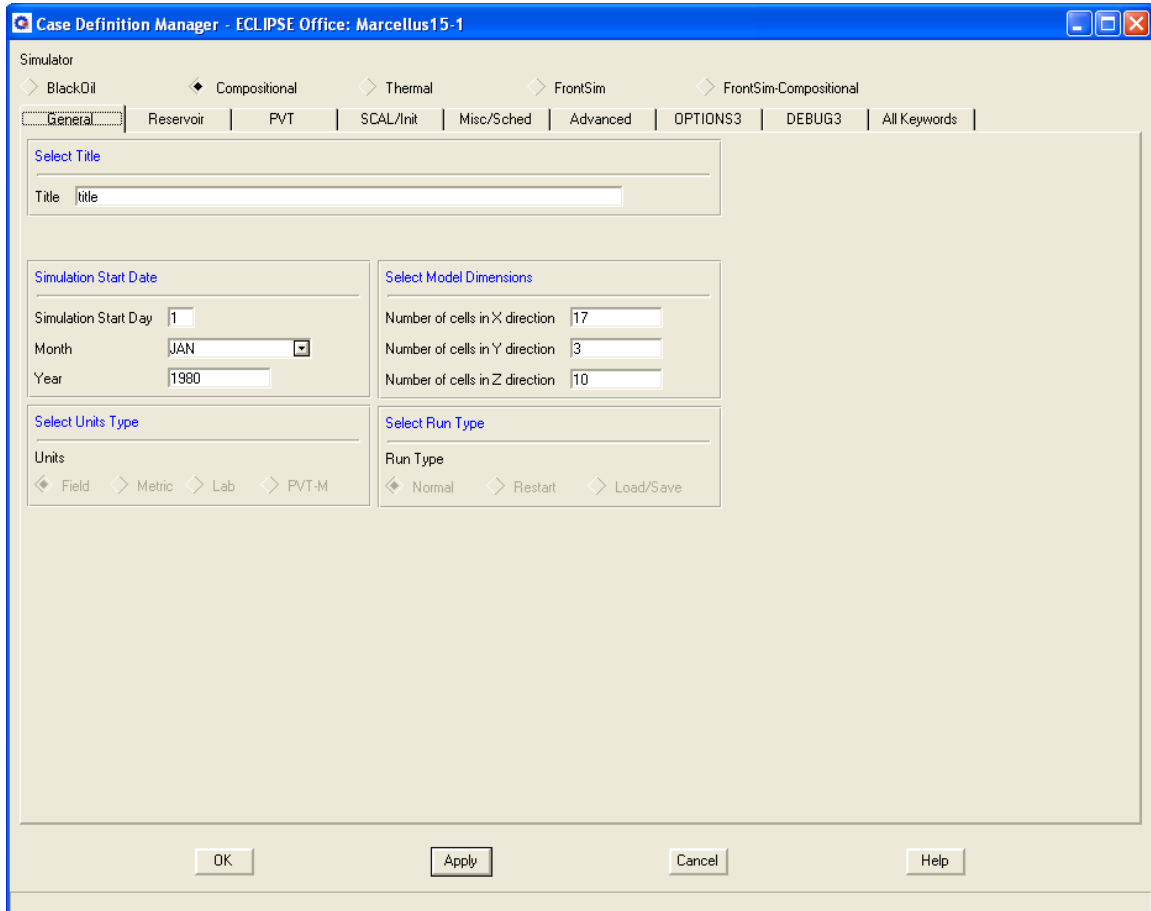 Case Definition Manager - ECLIPSE Office: Marcellus15-1
Simulator
BlackOil Compositional Thermal FrontSim FrontSim-Compositional
General Reservoir PVT SCAL/Init Misc/Sched Advanced OPTIONS3 DEBUG3 All Keywords
Select Title
Title title
Simulation Start Date
Simulation Start Day 1
Month JAN
Year 1980
Select Model Dimensions
Number of cells in X direction 17
Number of cells in Y direction 3
Number of cells in Z direction 10
Select Units Type
Units
Field Metric Lab PVT-M
Select Run Type
Run Type
Normal Restart Load/Save
OK Apply Cancel Help